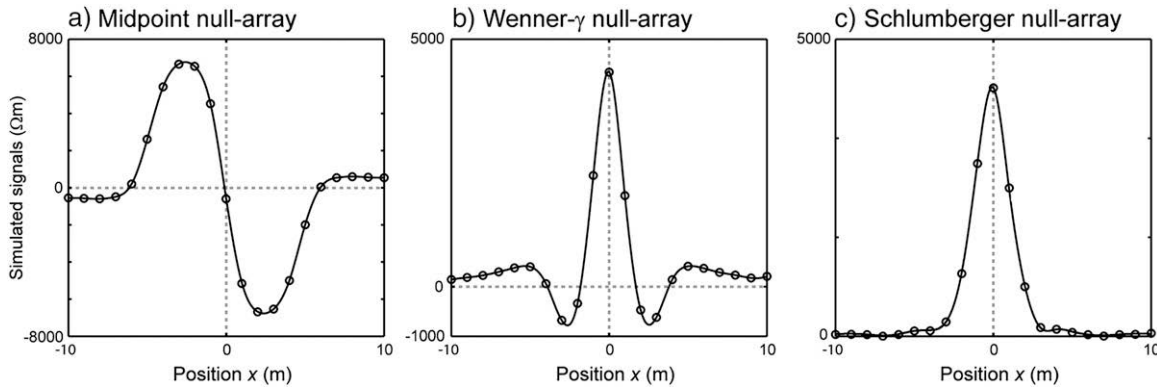 a) Midpoint null-array
b) Wenner-γ null-array
c) Schlumberger null-array
Simulated signals (Ωm)
8000
0
-8000
-10
0
10
Position x (m)
5000
0
-1000
-10
0
10
Position x (m)
5000
0
-10
0
10
Position x (m)